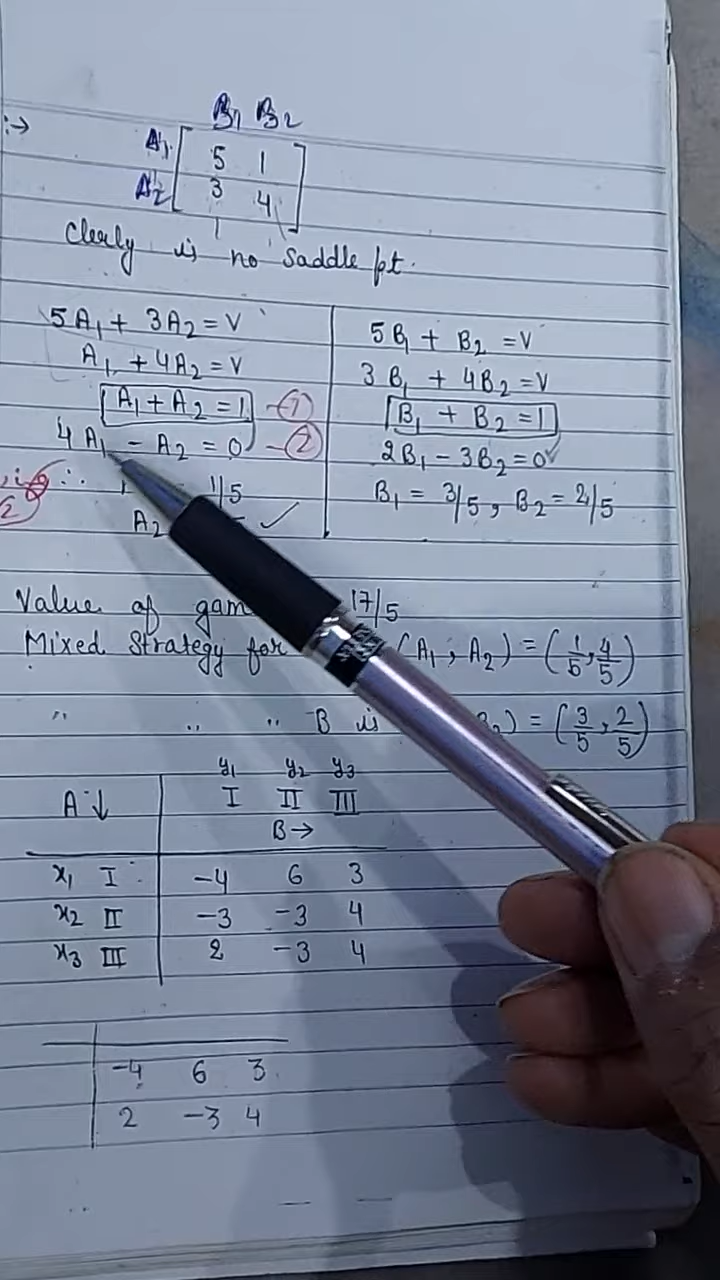 :→
B1 B2
A1 5 1
A2 3 4
Clerly is no Saddle pt.
5A1 + 3A2 = V
A1 + 4A2 = V
A1 + A2 = 1 - 1
4A1 - A2 = 0 - 2
∴ 1/5
A2
5B1 + B2 = V
3B1 + 4B2 = V
B1 + B2 = 1
2B1 - 3B2 = 0
B1 = 3/5, B2 = 2/5
Value of gam 17/5
Mixed Strategy for (A1, A2) = (1/5, 4/5)
" " " B is ) = (3/5, 2/5)
y1 y2 y3
A ↓ I II III
B →
x1 I -4 6 3
x2 II -3 -3 4
x3 III 2 -3 4
-4 6 3
2 -3 4